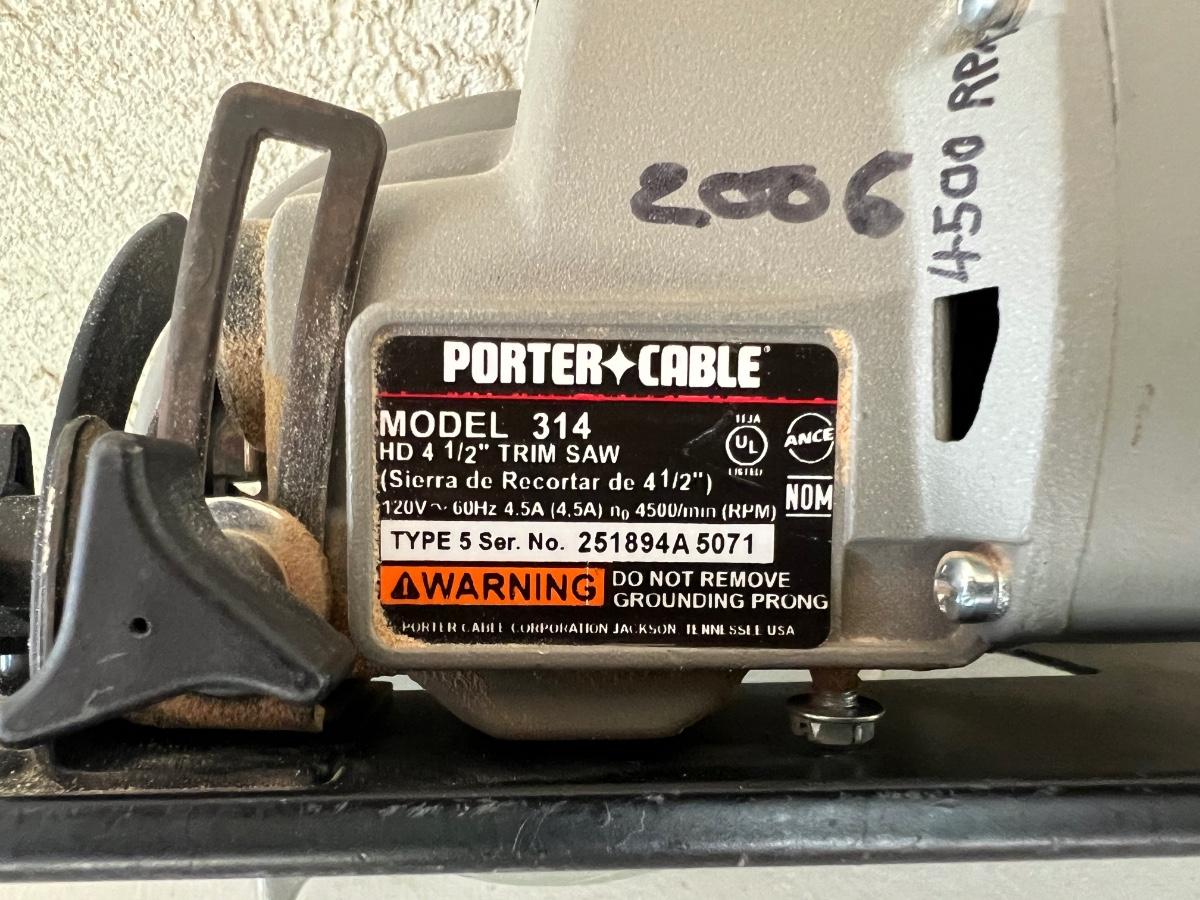 4500 RPM
2006
PORTER+CABLE
MODEL 314
HD 4 1/2" TRIM SAW
(Sierra de Recortar de 4 1/2")
120V ~ 60Hz 4.5A (4,5A) n0 4500/min (RPM)
TYPE 5 Ser. No. 251894A 5071
⚠WARNING DO NOT REMOVE
GROUNDING PRONG
PORTER CABLE CORPORATION JACKSON, TENNESSEE USA
UL
LISTED
ANCE
NOM